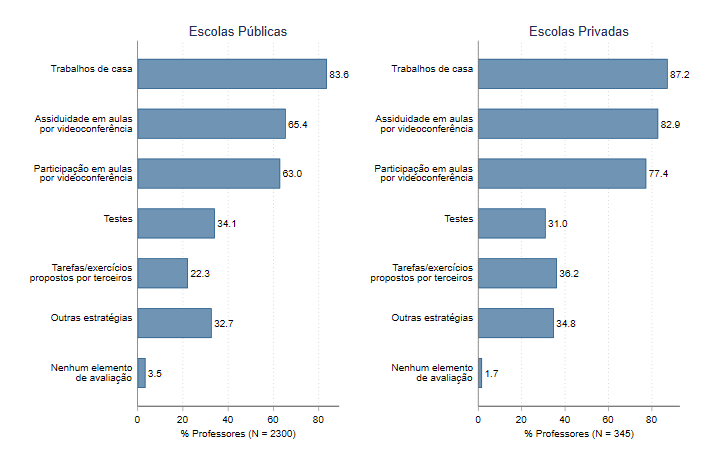 Escolas Públicas
Trabalhos de casa
83.6
Assiduidade em aulas
por videoconferência
65.4
Participação em aulas
por videoconferência
63.0
Testes
34.1
Tarefas/exercícios
propostos por terceiros
22.3
Outras estratégias
32.7
Nenhum elemento
de avaliação
3.5
0 20 40 60 80
% Professores (N = 2300)
Escolas Privadas
Trabalhos de casa
87.2
Assiduidade em aulas
por videoconferência
82.9
Participação em aulas
por videoconferência
77.4
Testes
31.0
Tarefas/exercícios
propostos por terceiros
36.2
Outras estratégias
34.8
Nenhum elemento
de avaliação
1.7
0 20 40 60 80
% Professores (N = 345)